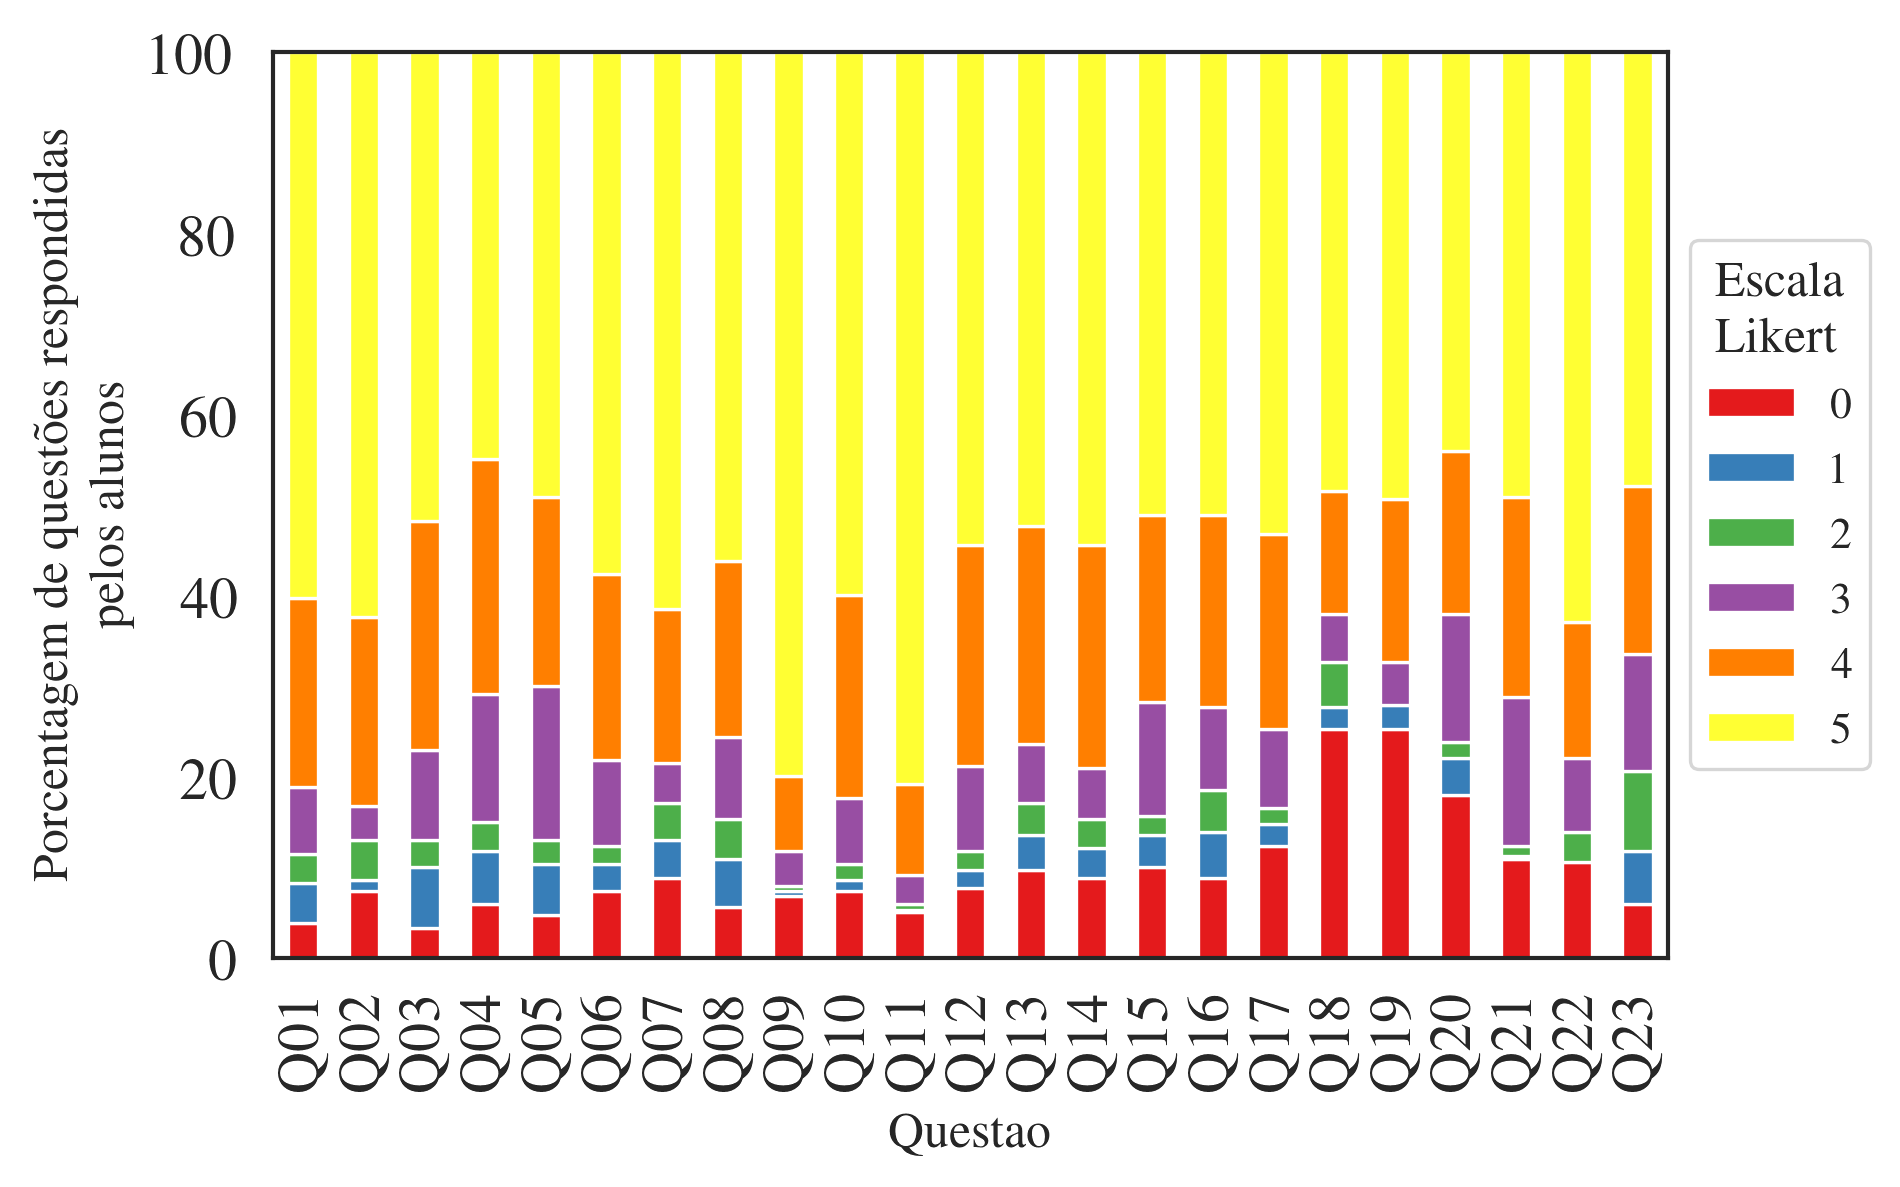 Porcentagem de questões respondidas
pelos alunos
100
80
60
40
20
0
Q01
Q02
Q03
Q04
Q05
Q06
Q07
Q08
Q09
Q10
Q11
Q12
Q13
Q14
Q15
Q16
Q17
Q18
Q19
Q20
Q21
Q22
Q23
Questao
Escala
Likert
0
1
2
3
4
5